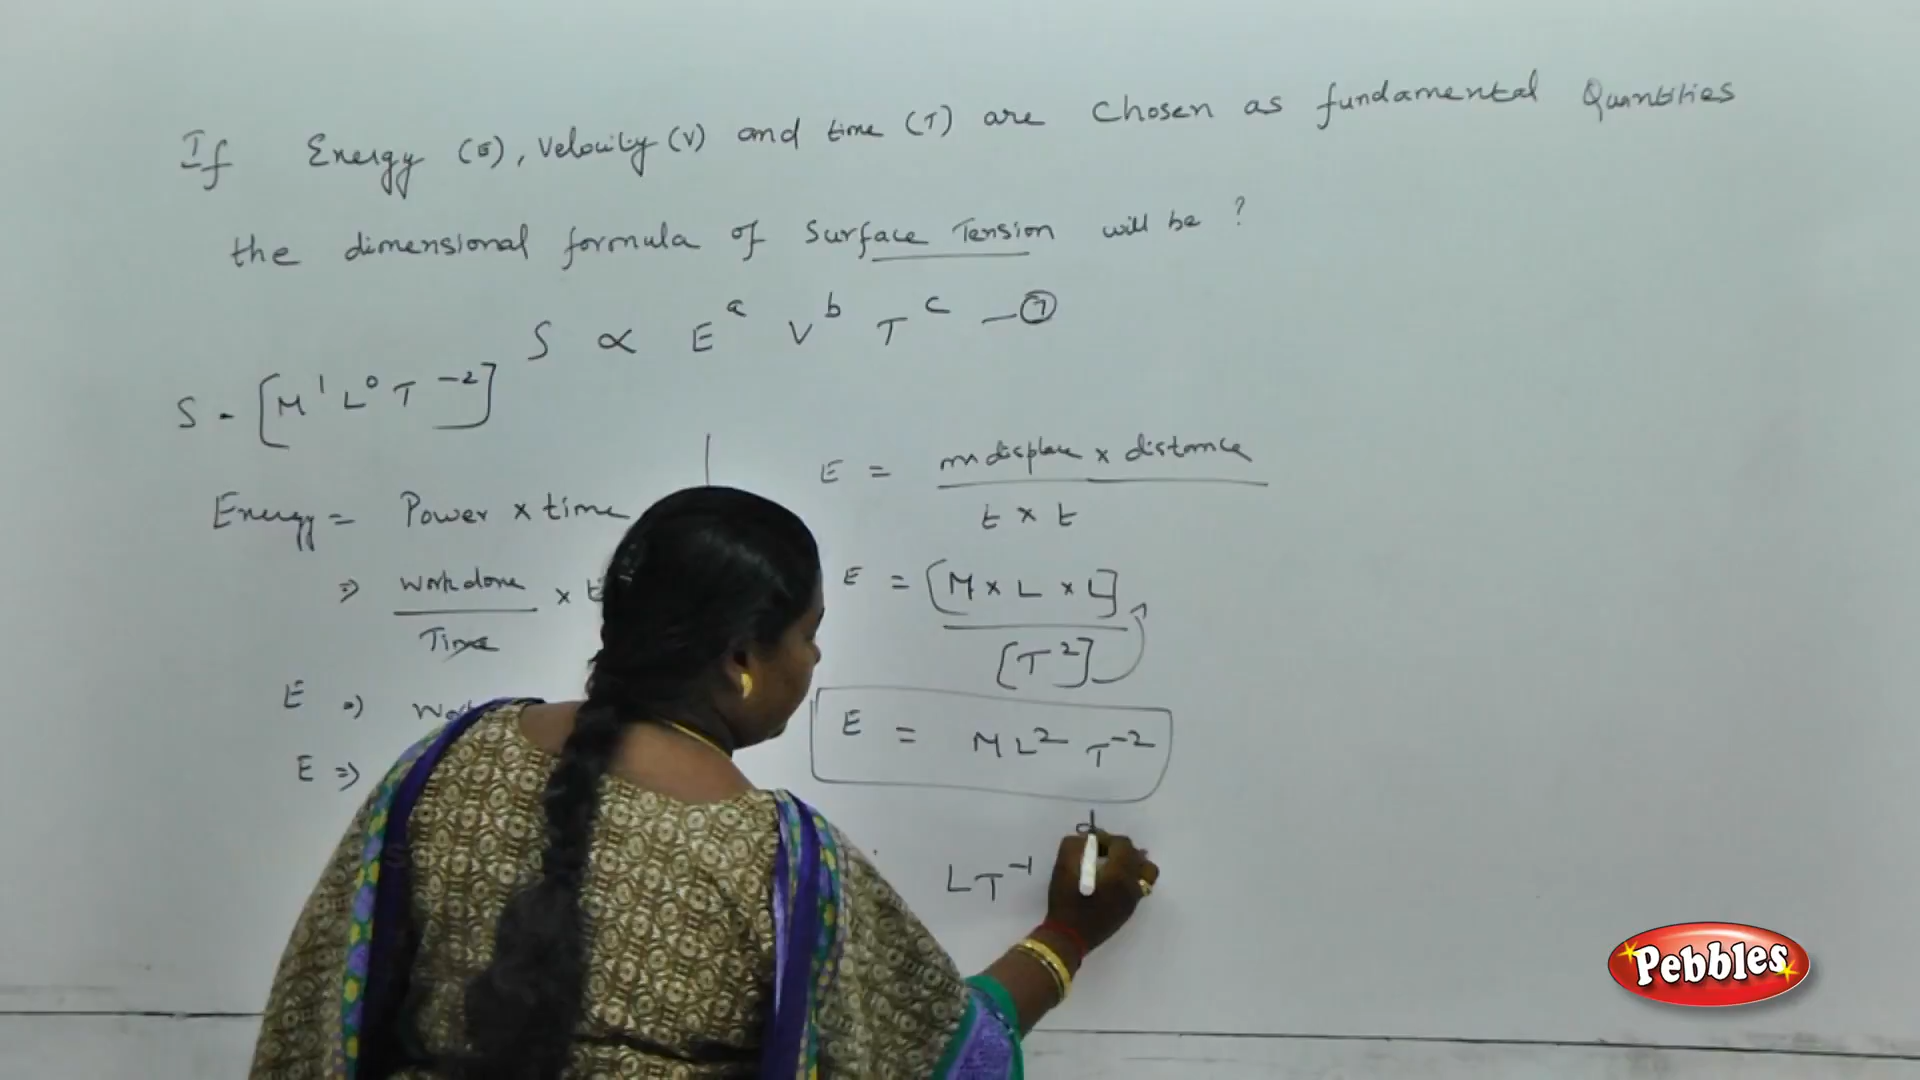 If Energy (E), Velocity (V) and time (T) are chosen as fundamental Quantities
the dimensional formula of Surface Tension will be ?
S ∝ E^a V^b T^c — ①
S = [M^1 L^0 T^-2]
Energy = Power × time
⇒ Work done / Time × t
E ⇒ Work
E ⇒
E = m displace × distance / t × t
E = [M × L × L] / [T^2]
E = M L^2 T^-2
L T^-1 d
Pebbles